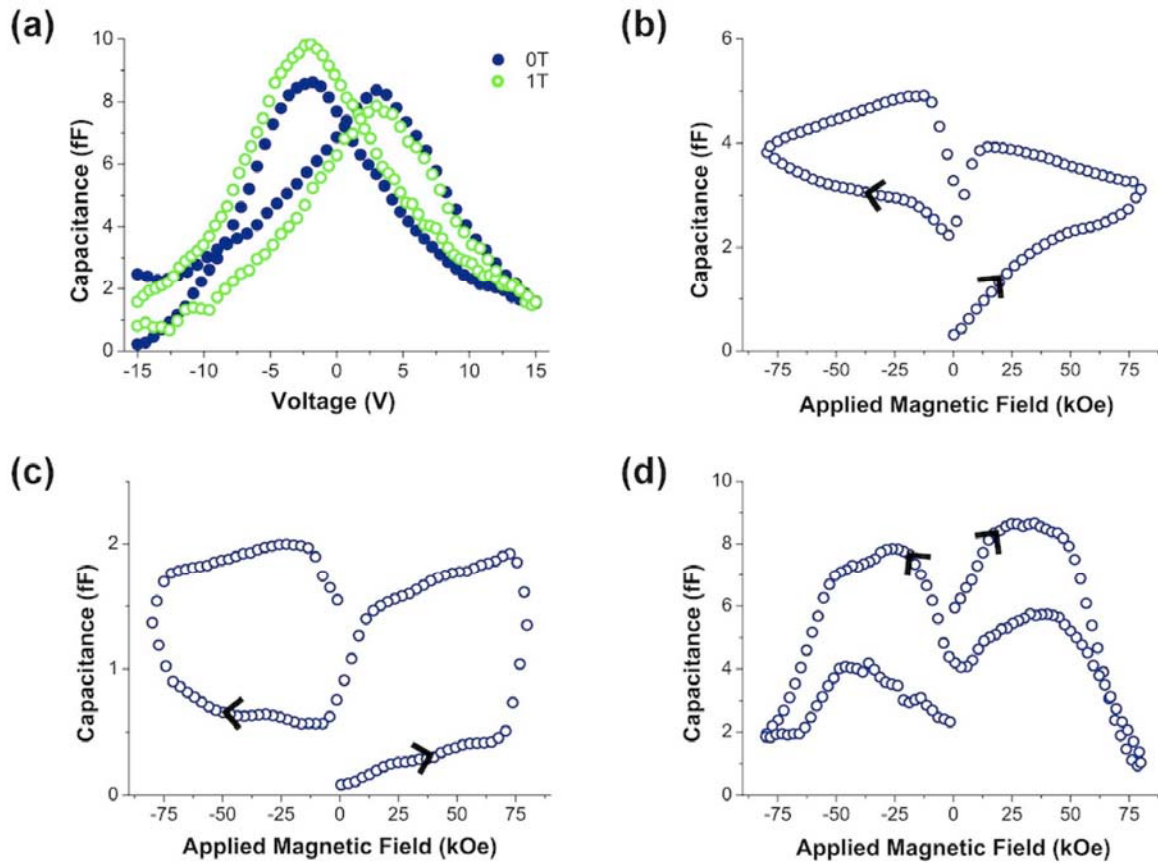 (a)
10
8
6
4
2
0
Capacitance (fF)
0T
1T
-15 -10 -5 0 5 10 15
Voltage (V)
(b)
6
4
2
0
Capacitance (fF)
-75 -50 -25 0 25 50 75
Applied Magnetic Field (kOe)
(c)
2
1
0
Capacitance (fF)
-75 -50 -25 0 25 50 75
Applied Magnetic Field (kOe)
(d)
10
8
6
4
2
0
Capacitance (fF)
-75 -50 -25 0 25 50 75
Applied Magnetic Field (kOe)